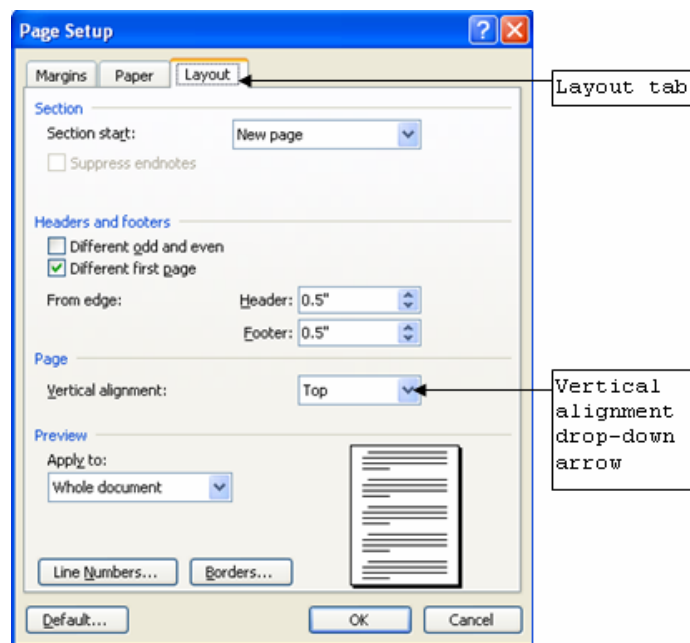 Page Setup
Margins
Paper
Layout
Layout tab
Section
Section start:
New page
Suppress endnotes
Headers and footers
Different odd and even
Different first page
From edge:
Header: 0.5"
Footer: 0.5"
Page
Vertical alignment:
Top
Vertical
alignment
drop-down
arrow
Preview
Apply to:
Whole document
Line Numbers...
Borders...
Default...
OK
Cancel